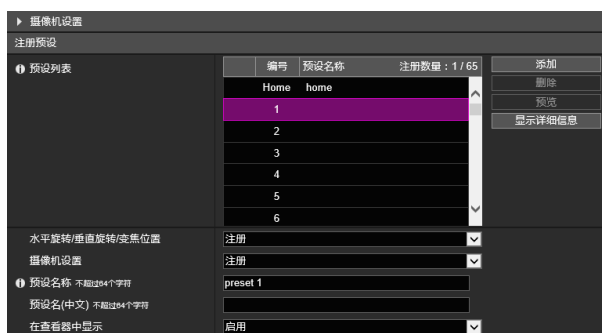 摄像机设置
注册预设
预设列表
编号 预设名称 注册数量：1 / 65
Home home
1
2
3
4
5
6
添加
删除
预览
显示详细信息
水平旋转/垂直旋转/变焦位置 注册
摄像机设置 注册
预设名称 不超过64个字符 preset 1
预设名(中文) 不超过64个字符
在查看器中显示 启用